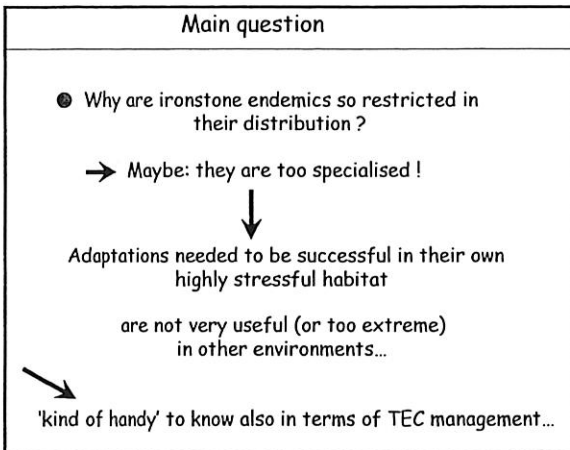 Main question
Why are ironstone endemics so restricted in
their distribution ?
Maybe: they are too specialised !
Adaptations needed to be successful in their own
highly stressful habitat
are not very useful (or too extreme)
in other environments...
'kind of handy' to know also in terms of TEC management...